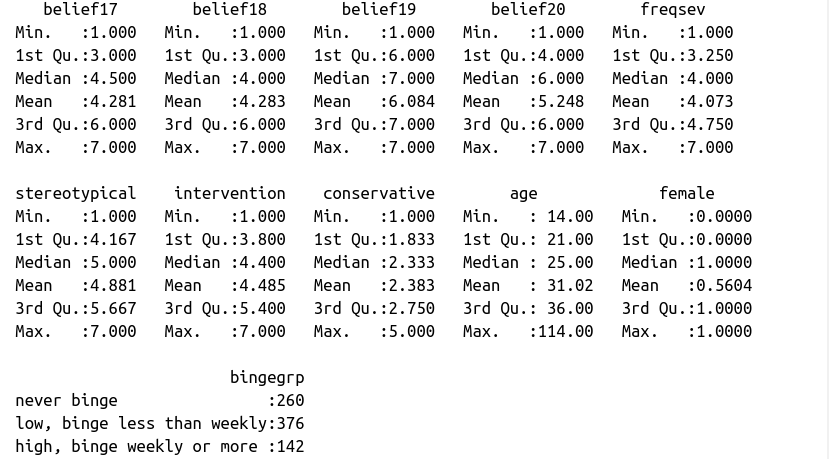 belief17 belief18 belief19 belief20 freqsev
Min. :1.000 Min. :1.000 Min. :1.000 Min. :1.000 Min. :1.000
1st Qu.:3.000 1st Qu.:3.000 1st Qu.:6.000 1st Qu.:4.000 1st Qu.:3.250
Median :4.500 Median :4.000 Median :7.000 Median :6.000 Median :4.000
Mean :4.281 Mean :4.283 Mean :6.084 Mean :5.248 Mean :4.073
3rd Qu.:6.000 3rd Qu.:6.000 3rd Qu.:7.000 3rd Qu.:6.000 3rd Qu.:4.750
Max. :7.000 Max. :7.000 Max. :7.000 Max. :7.000 Max. :7.000
stereotypical intervention conservative age female
Min. :1.000 Min. :1.000 Min. :1.000 Min. : 14.00 Min. :0.0000
1st Qu.:4.167 1st Qu.:3.800 1st Qu.:1.833 1st Qu.: 21.00 1st Qu.:0.0000
Median :5.000 Median :4.400 Median :2.333 Median : 25.00 Median :1.0000
Mean :4.881 Mean :4.485 Mean :2.383 Mean : 31.02 Mean :0.5604
3rd Qu.:5.667 3rd Qu.:5.400 3rd Qu.:2.750 3rd Qu.: 36.00 3rd Qu.:1.0000
Max. :7.000 Max. :7.000 Max. :5.000 Max. :114.00 Max. :1.0000
bingegrp
never binge :260
low, binge less than weekly:376
high, binge weekly or more :142